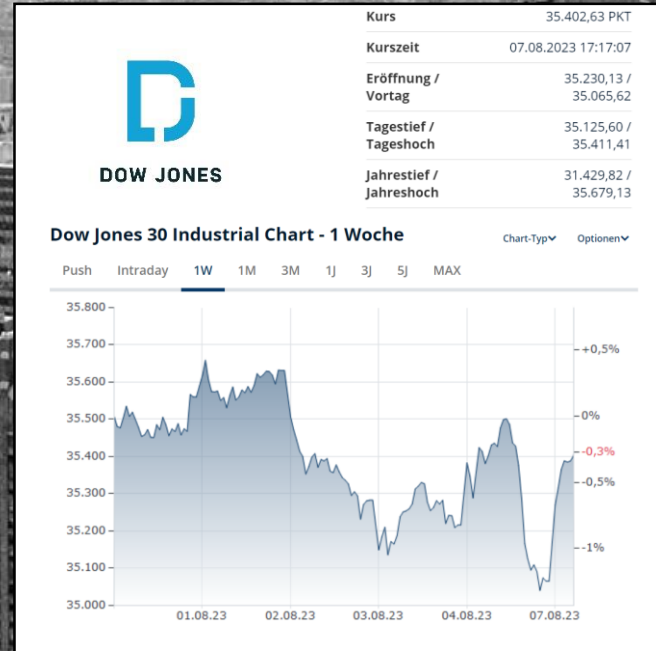 DOW JONES
Kurs 35.402,63 PKT
Kurszeit 07.08.2023 17:17:07
Eröffnung / 35.230,13 /
Vortag 35.065,62
Tagestief / 35.125,60 /
Tageshoch 35.411,41
Jahrestief / 31.429,82 /
Jahreshoch 35.679,13
Dow Jones 30 Industrial Chart - 1 Woche Chart-Typ Optionen
Push Intraday 1W 1M 3M 1J 3J 5J MAX
35.800
35.700
35.600
35.500
35.400
35.300
35.200
35.100
35.000
+0,5%
0%
-0,3%
-0,5%
-1%
01.08.23 02.08.23 03.08.23 04.08.23 07.08.23